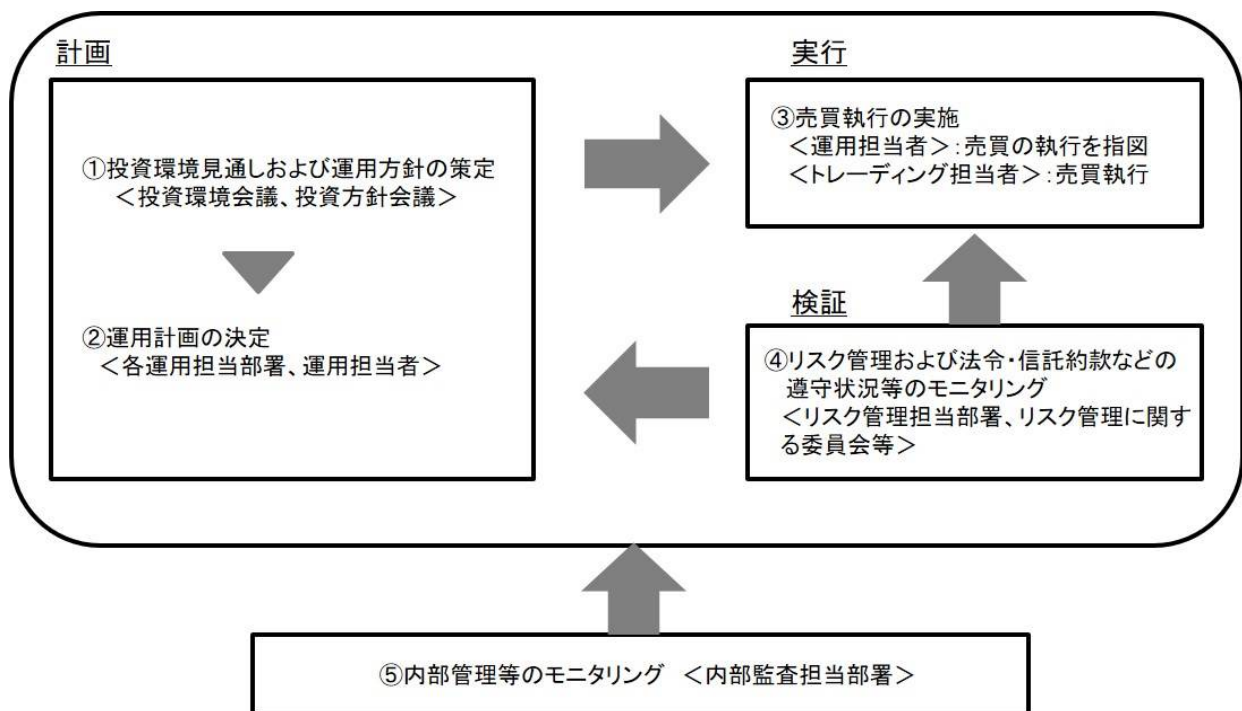 計画
①投資環境見通しおよび運用方針の策定
＜投資環境会議、投資方針会議＞
②運用計画の決定
＜各運用担当部署、運用担当者＞
実行
③売買執行の実施
＜運用担当者＞：売買の執行を指図
＜トレーディング担当者＞：売買執行
検証
④リスク管理および法令・信託約款などの
遵守状況等のモニタリング
＜リスク管理担当部署、リスク管理に関す
る委員会等＞
⑤内部管理等のモニタリング　＜内部監査担当部署＞